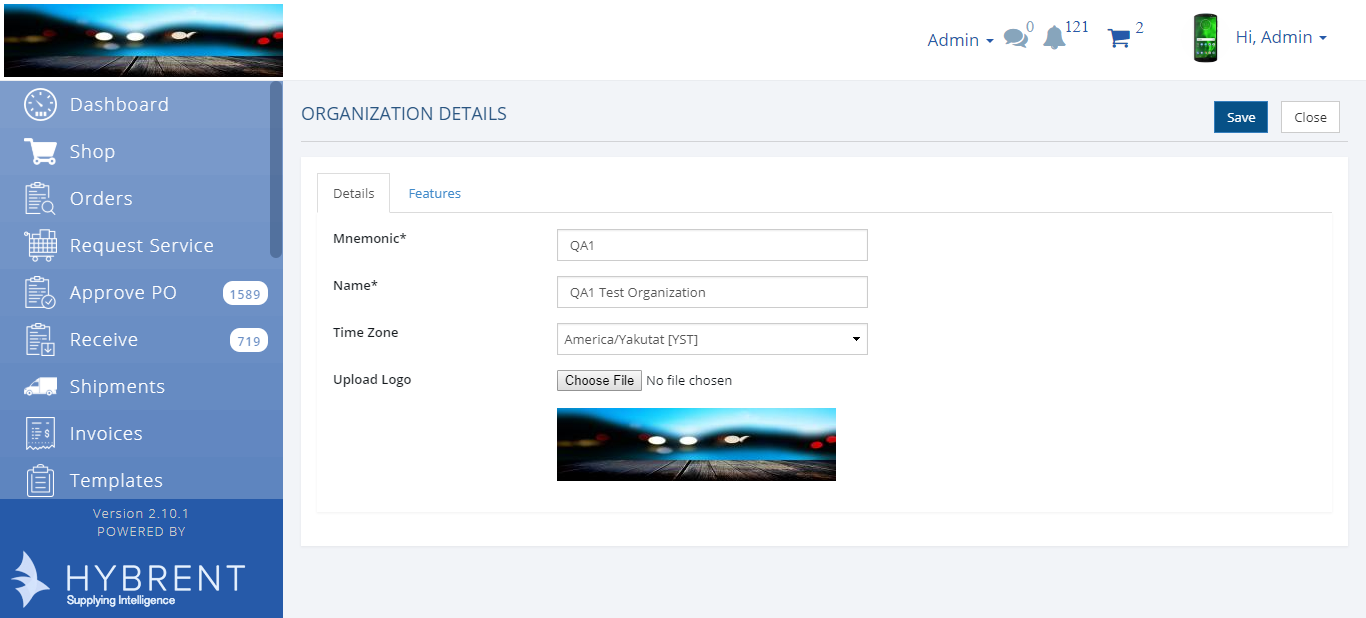 Admin
0
121
2
Hi, Admin
Dashboard
Shop
Orders
Request Service
Approve PO 1589
Receive 719
Shipments
Invoices
Templates
Version 2.10.1
POWERED BY
HYBRENT
Supplying Intelligence
ORGANIZATION DETAILS
Save
Close
Details
Features
Mnemonic* QA1
Name* QA1 Test Organization
Time Zone America/Yakutat [YST]
Upload Logo Choose File No file chosen